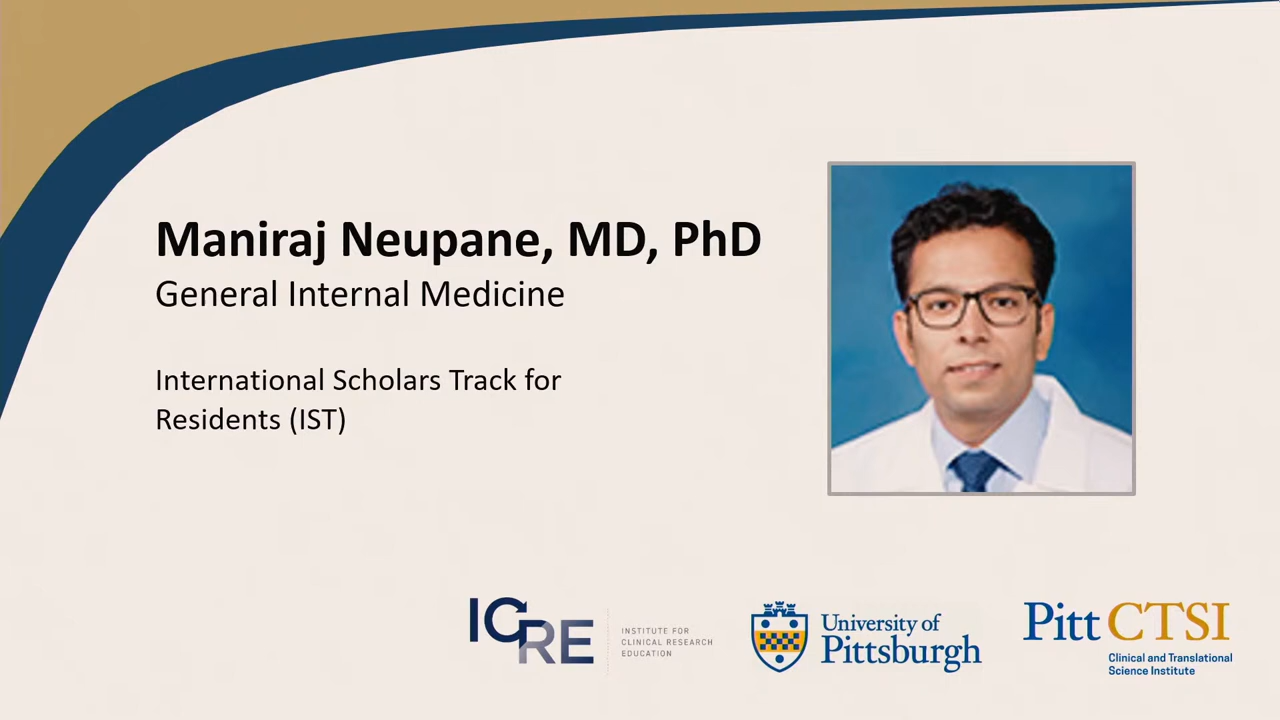 Maniraj Neupane, MD, PhD
General Internal Medicine
International Scholars Track for
Residents (IST)
ICRE
INSTITUTE FOR
CLINICAL RESEARCH
EDUCATION
University of
Pittsburgh
Pitt CTSI
Clinical and Translational
Science Institute